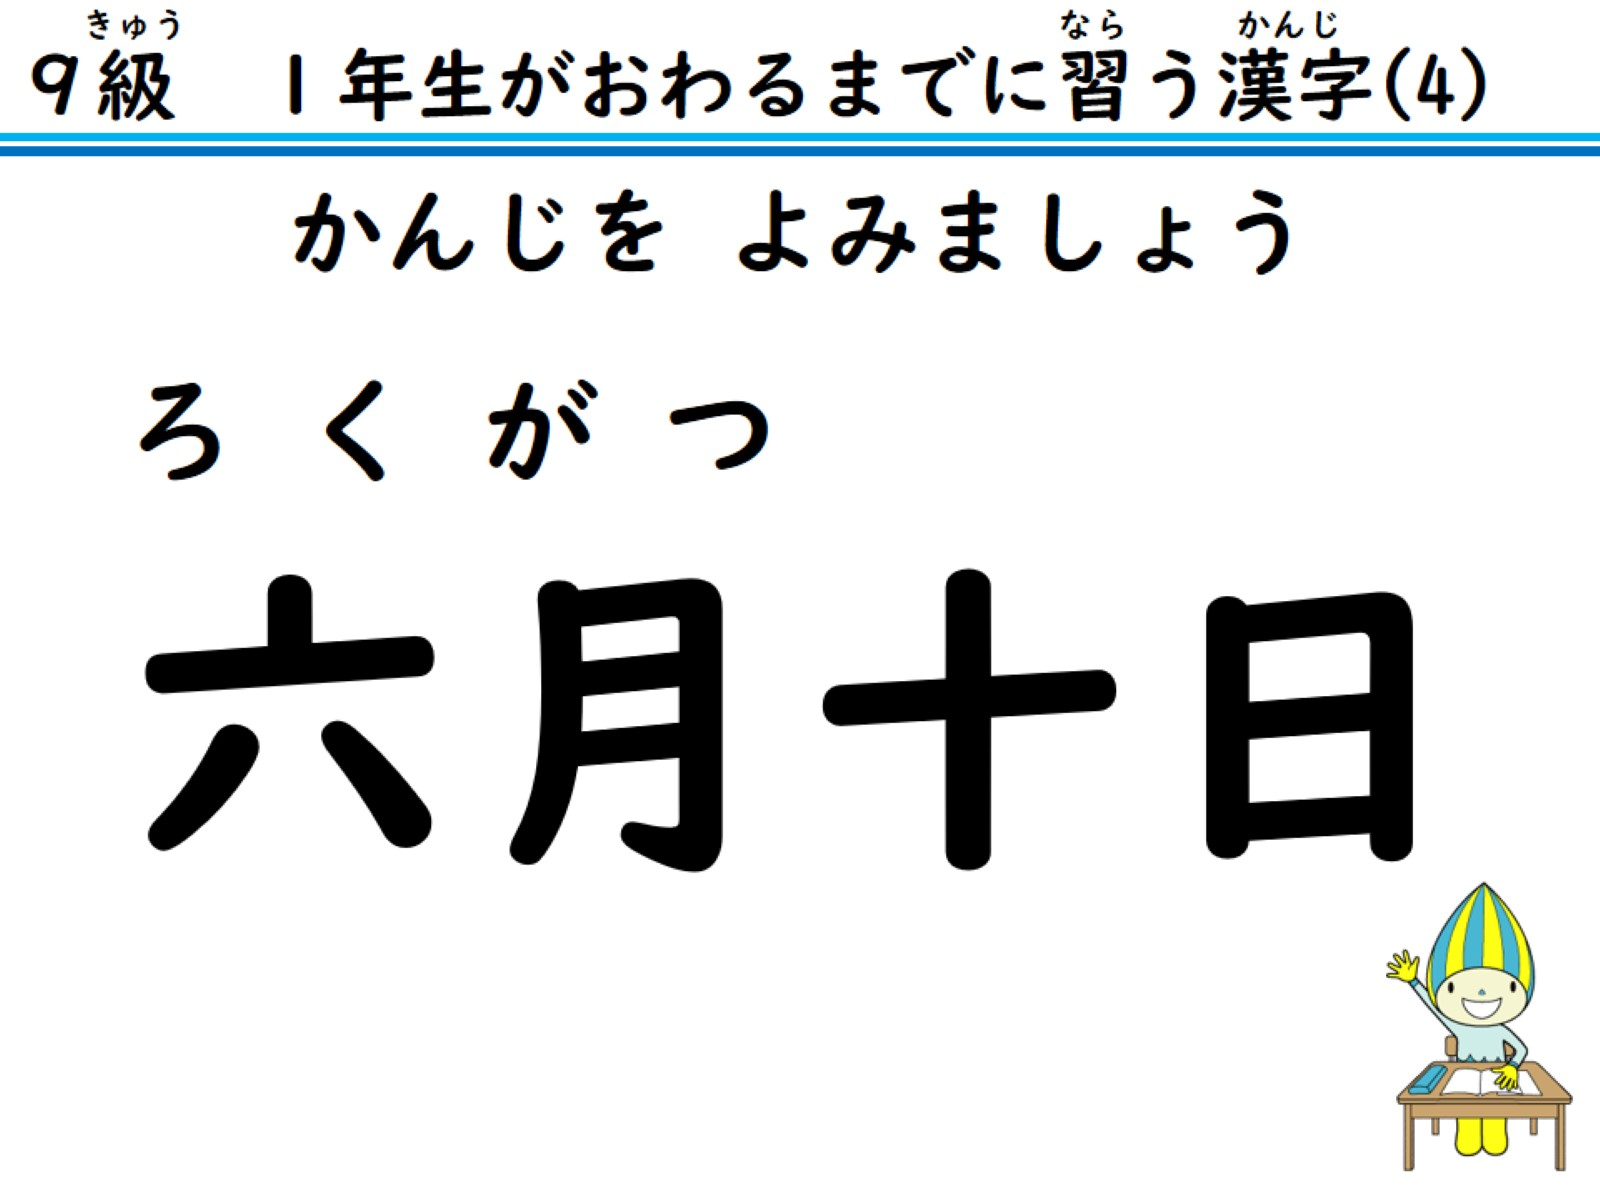 きゅう なら かんじ
9級 1年生がおわるまでに習う漢字(4)
かんじを よみましょう
ろくがつ
六月十日